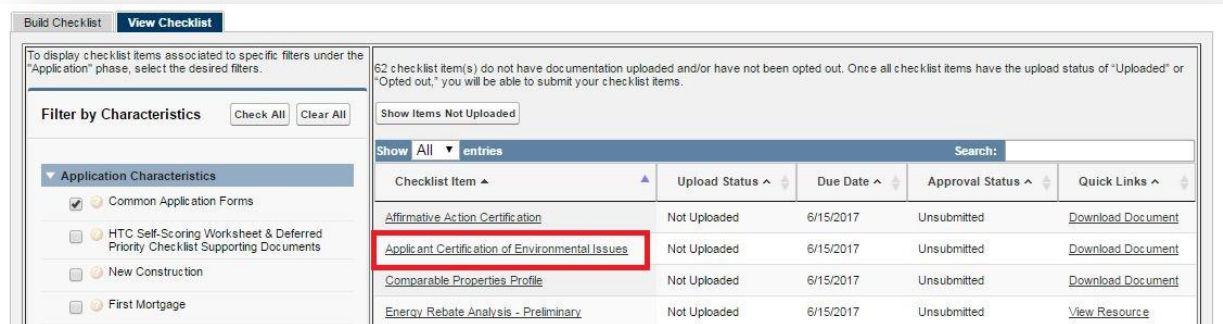 Build Checklist
View Checklist
To display checklist items associated to specific filters under the
"Application" phase, select the desired filters.
Filter by Characteristics
Check All
Clear All
Application Characteristics
Common Application Forms
HTC Self-Scoring Worksheet & Deferred
Priority Checklist Supporting Documents
New Construction
First Mortgage
62 checklist item(s) do not have documentation uploaded and/or have not been opted out. Once all checklist items have the upload status of “Uploaded” or
“Opted out,” you will be able to submit your checklist items.
Show Items Not Uploaded
Show All entries Search:
Checklist Item Upload Status Due Date Approval Status Quick Links
Affirmative Action Certification Not Uploaded 6/15/2017 Unsubmitted Download Document
Applicant Certification of Environmental Issues Not Uploaded 6/15/2017 Unsubmitted Download Document
Comparable Properties Profile Not Uploaded 6/15/2017 Unsubmitted Download Document
Energy Rebate Analysis - Preliminary Not Uploaded 6/15/2017 Unsubmitted View Resource